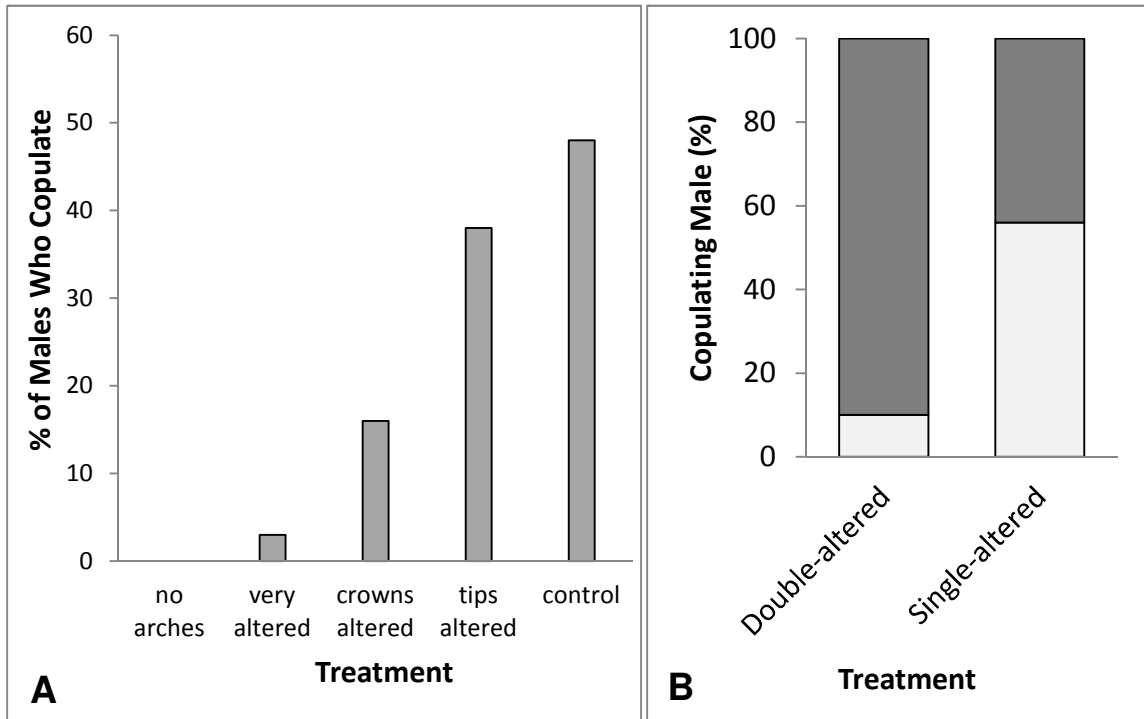 60
50
40
30
20
10
0
% of Males Who Copulate
no arches
very altered
crowns altered
tips altered
control
Treatment
A
100
80
60
40
20
0
Copulating Male (%)
Double-altered
Single-altered
Treatment
B